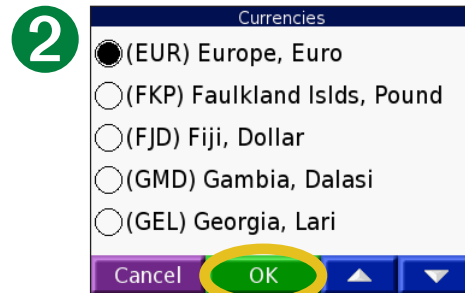 2
Currencies
(EUR) Europe, Euro
(FKP) Faulkland Islds, Pound
(FJD) Fiji, Dollar
(GMD) Gambia, Dalasi
(GEL) Georgia, Lari
Cancel OK